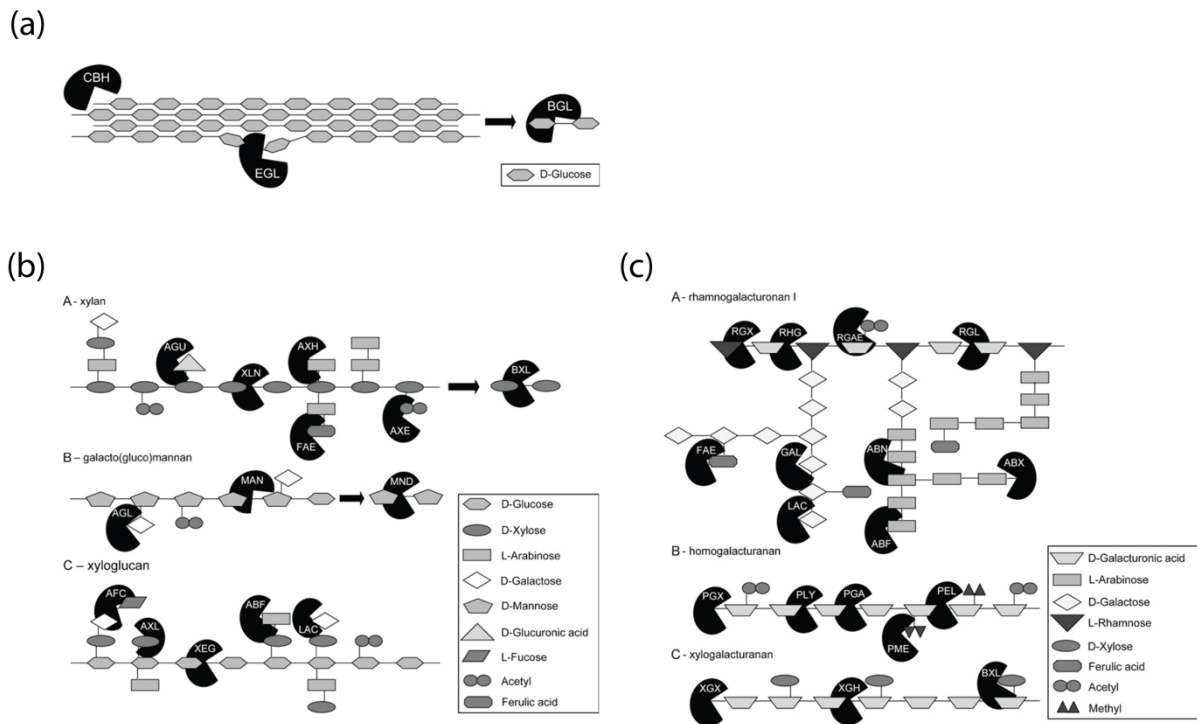 (a)
CBH
BGL
EGL
D-Glucose
(b)
A - xylan
AGU
AXH
XLN
BXL
FAE
AXE
B – galacto(gluco)mannan
MAN
MND
AGL
C – xyloglucan
AFC
ABF
AXL
LAC
XEG
D-Glucose
D-Xylose
L-Arabinose
D-Galactose
D-Mannose
D-Glucuronic acid
L-Fucose
Acetyl
Ferulic acid
(c)
A - rhamnogalacturonan I
RGX
RHG
RGAE
RGL
FAE
GAL
ABN
ABX
LAC
ABF
B - homogalacturanan
PGX
PLY
PGA
PEL
PME
C - xylogalacturanan
XGX
XGH
BXL
D-Galacturonic acid
L-Arabinose
D-Galactose
L-Rhamnose
D-Xylose
Ferulic acid
Acetyl
Methyl